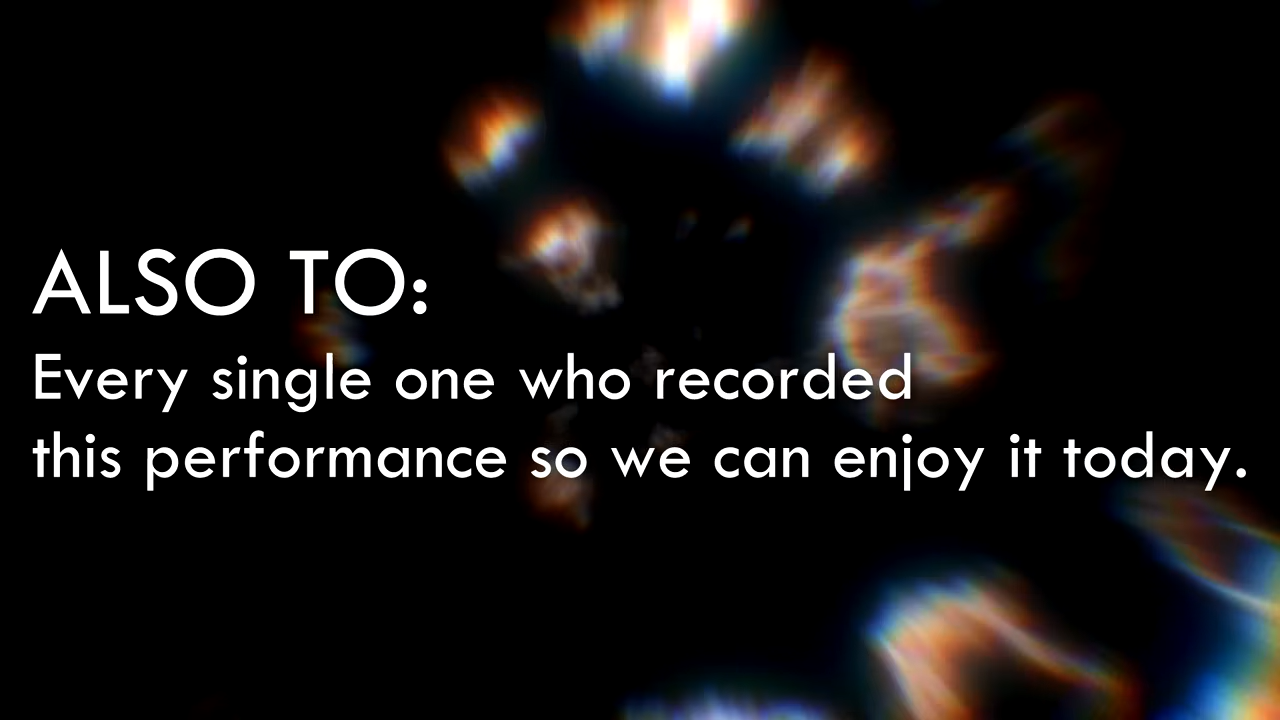 ALSO TO:
Every single one who recorded
this performance so we can enjoy it today.